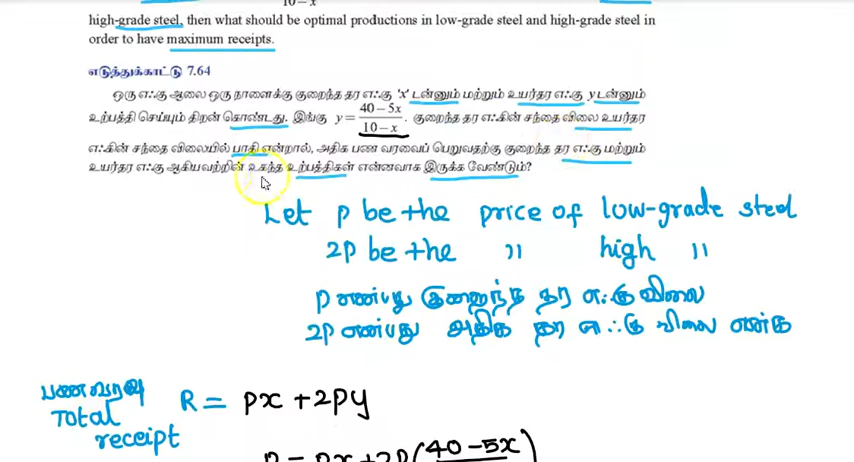 10 − x
high-grade steel, then what should be optimal productions in low-grade steel and high-grade steel in
order to have maximum receipts.
எடுத்துக்காட்டு 7.64
ஒரு எஃகு ஆலை ஒரு நாளைக்கு குறைந்த தர எஃகு 'x' டன்னும் மற்றும் உயர்தர எஃகு y டன்னும்
உற்பத்தி செய்யும் திறன் கொண்டது. இங்கு y = (40 − 5x)/(10 − x). குறைந்த தர எஃகின் சந்தை விலை உயர்தர
எஃகின் சந்தை விலையில் பாதி என்றால், அதிக பண வரவைப் பெறுவதற்கு குறைந்த தர எஃகு மற்றும்
உயர்தர எஃகு ஆகியவற்றின் உகந்த உற்பத்திகள் என்னவாக இருக்க வேண்டும்?
Let p be the price of low-grade steel
2p be the " high "
p என்பது குறைந்த தர எஃகு விலை
2p என்பது அதிக தர எஃகு விலை என்க
பணவரவு
Total
receipt
R = px + 2py
R = px + 2p(40 − 5x